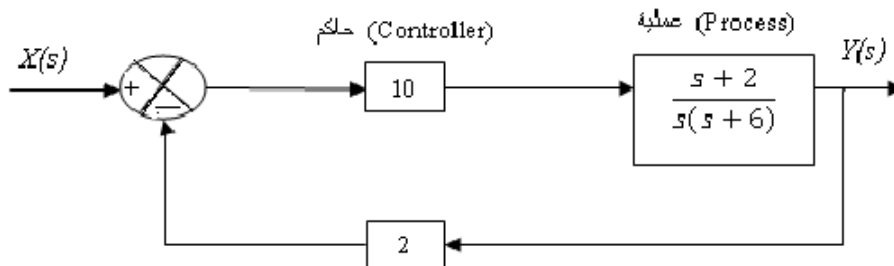 حاكم (Controller)
عملية (Process)
X(s)
Y(s)
+
10
s + 2
s(s + 6)
−
2